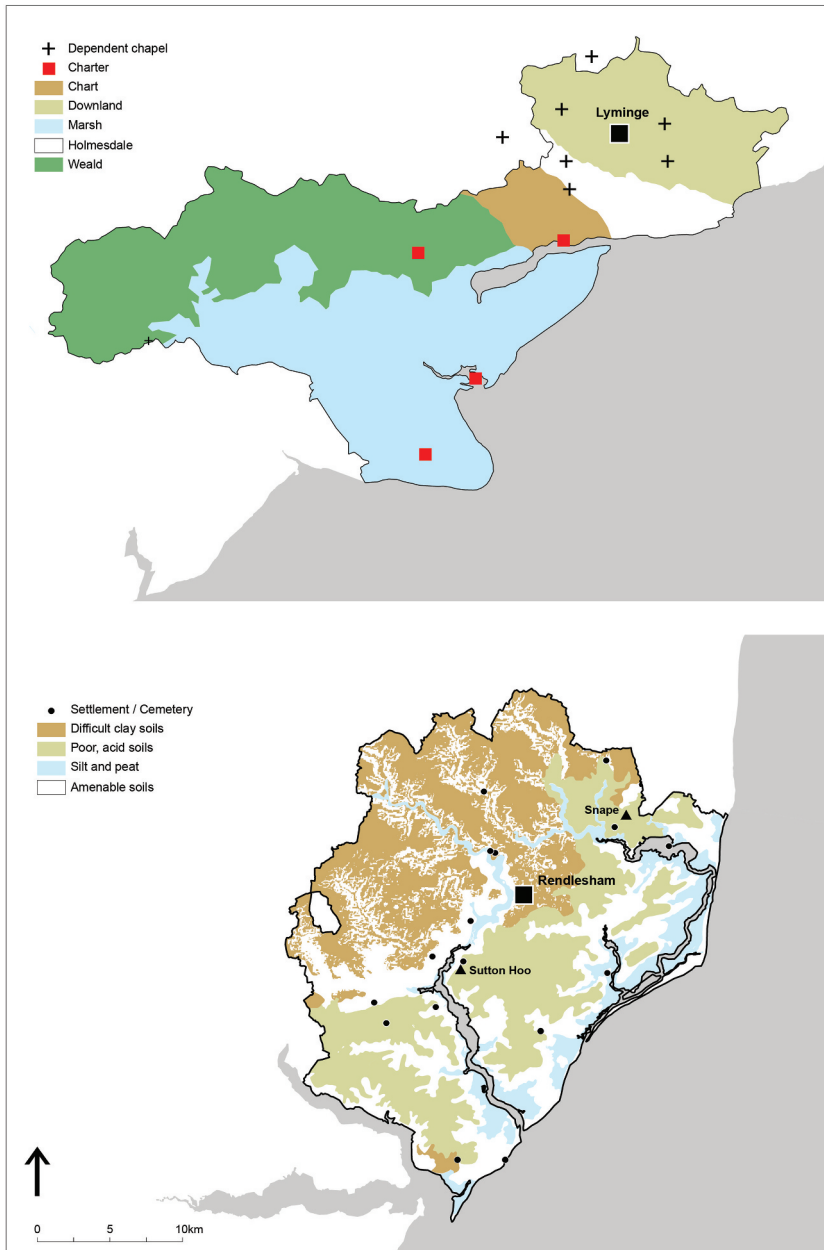 Dependent chapel
Charter
Chart
Downland
Marsh
Holmesdale
Weald
Lyminge
Settlement / Cemetery
Difficult clay soils
Poor, acid soils
Silt and peat
Amenable soils
Snape
Rendlesham
Sutton Hoo
0 5 10km